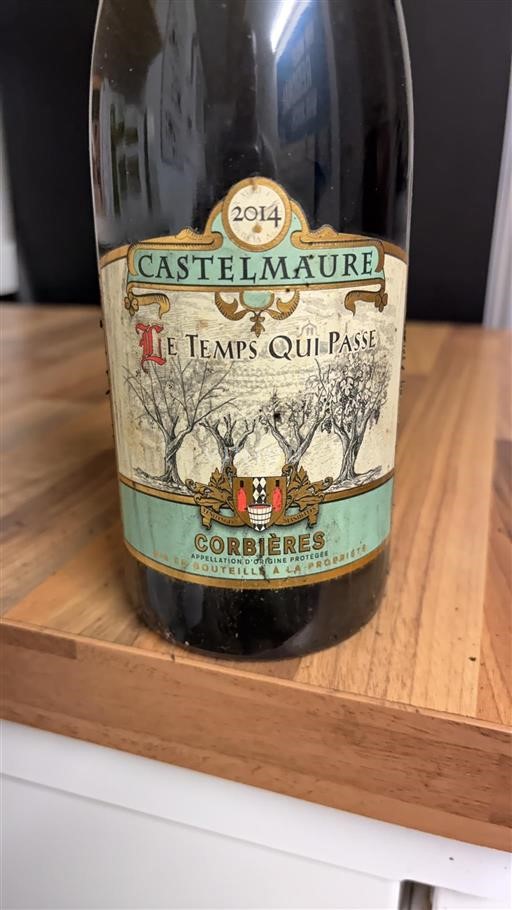 2014
CASTELMAURE
LE TEMPS QUI PASSE
CORBIÈRES
APPELLATION D'ORIGINE PROTÉGÉE
MIS EN BOUTEILLE À LA PROPRIÉTÉ